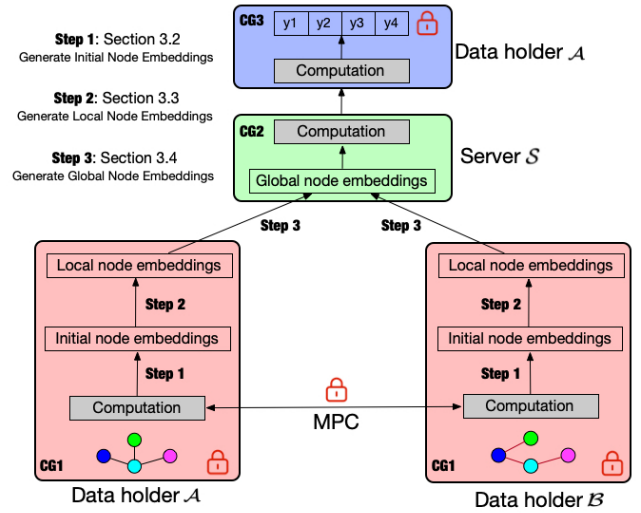 Step 1: Section 3.2
Generate Initial Node Embeddings
Step 2: Section 3.3
Generate Local Node Embeddings
Step 3: Section 3.4
Generate Global Node Embeddings
CG3
y1 y2 y3 y4
Computation
Data holder 𝒜
CG2
Computation
Global node embeddings
Server 𝒮
Step 3
Step 3
Local node embeddings
Step 2
Initial node embeddings
Step 1
Computation
CG1
Data holder 𝒜
MPC
Local node embeddings
Step 2
Initial node embeddings
Step 1
Computation
CG1
Data holder ℬ